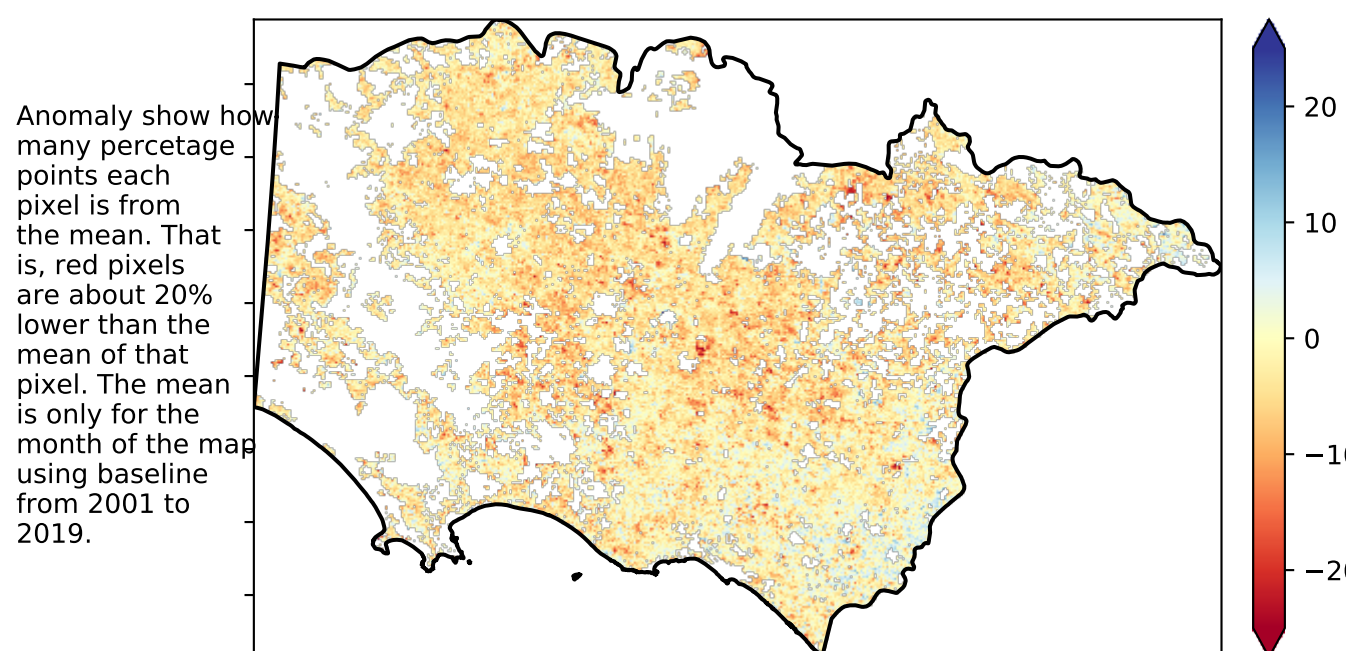 Anomaly show how
many percetage
points each
pixel is from
the mean. That
is, red pixels
are about 20%
lower than the
mean of that
pixel. The mean
is only for the
month of the map
using baseline
from 2001 to
2019.
20
10
0
−10
−20